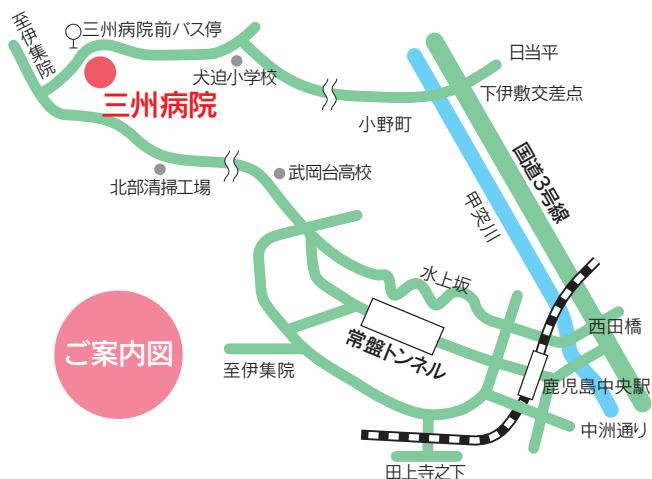 至伊集院
三州病院前バス停
日当平
犬迫小学校
下伊敷交差点
三州病院
小野町
国道3号線
武岡台高校
北部清掃工場
甲突川
水上坂
西田橋
常盤トンネル
ご案内図
至伊集院
鹿児島中央駅
中洲通り
田上寺之下